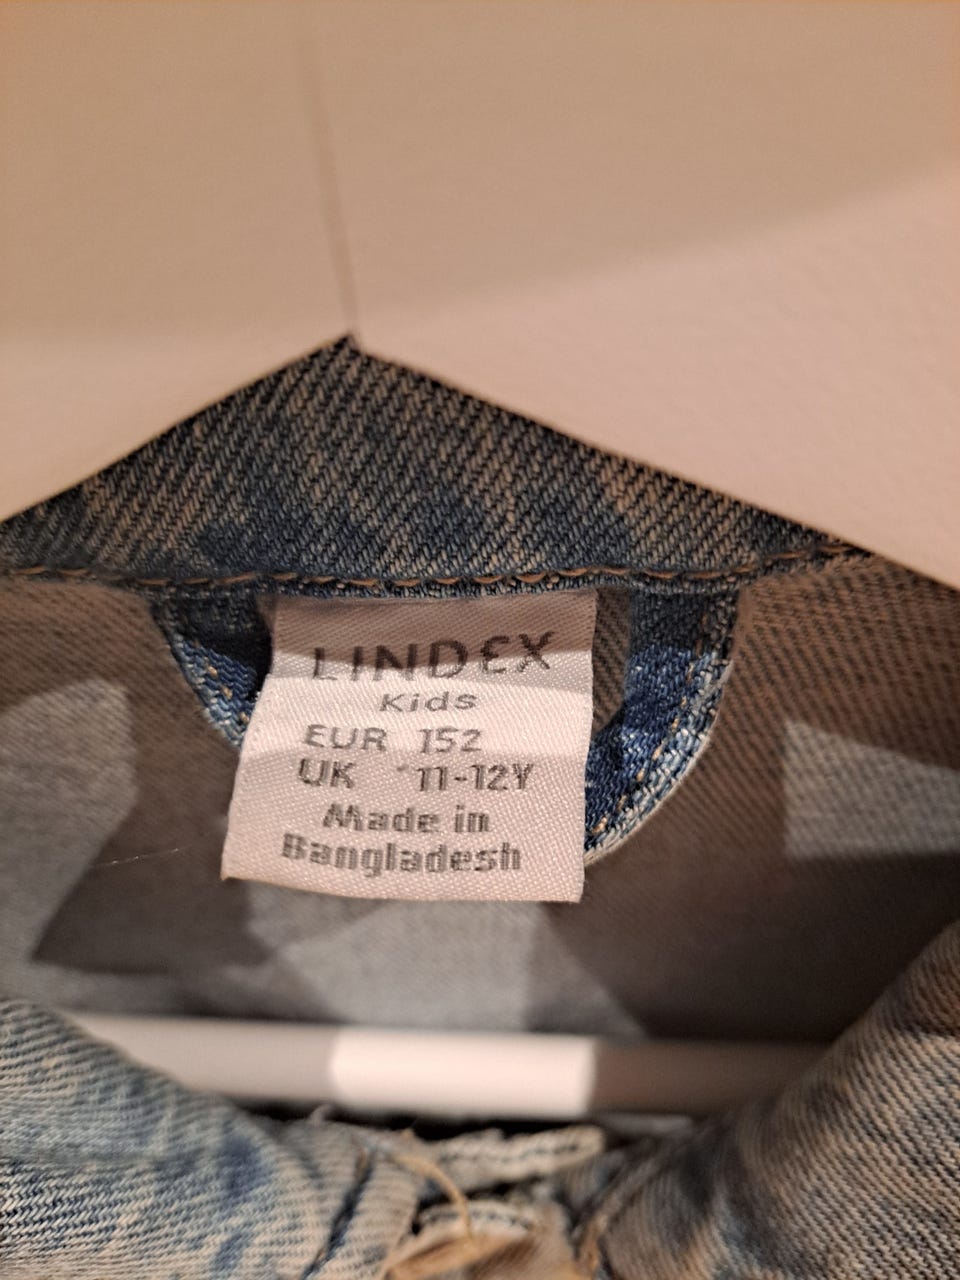 LINDEX
Kids
EUR 152
UK 11-12Y
Made in
Bangladesh